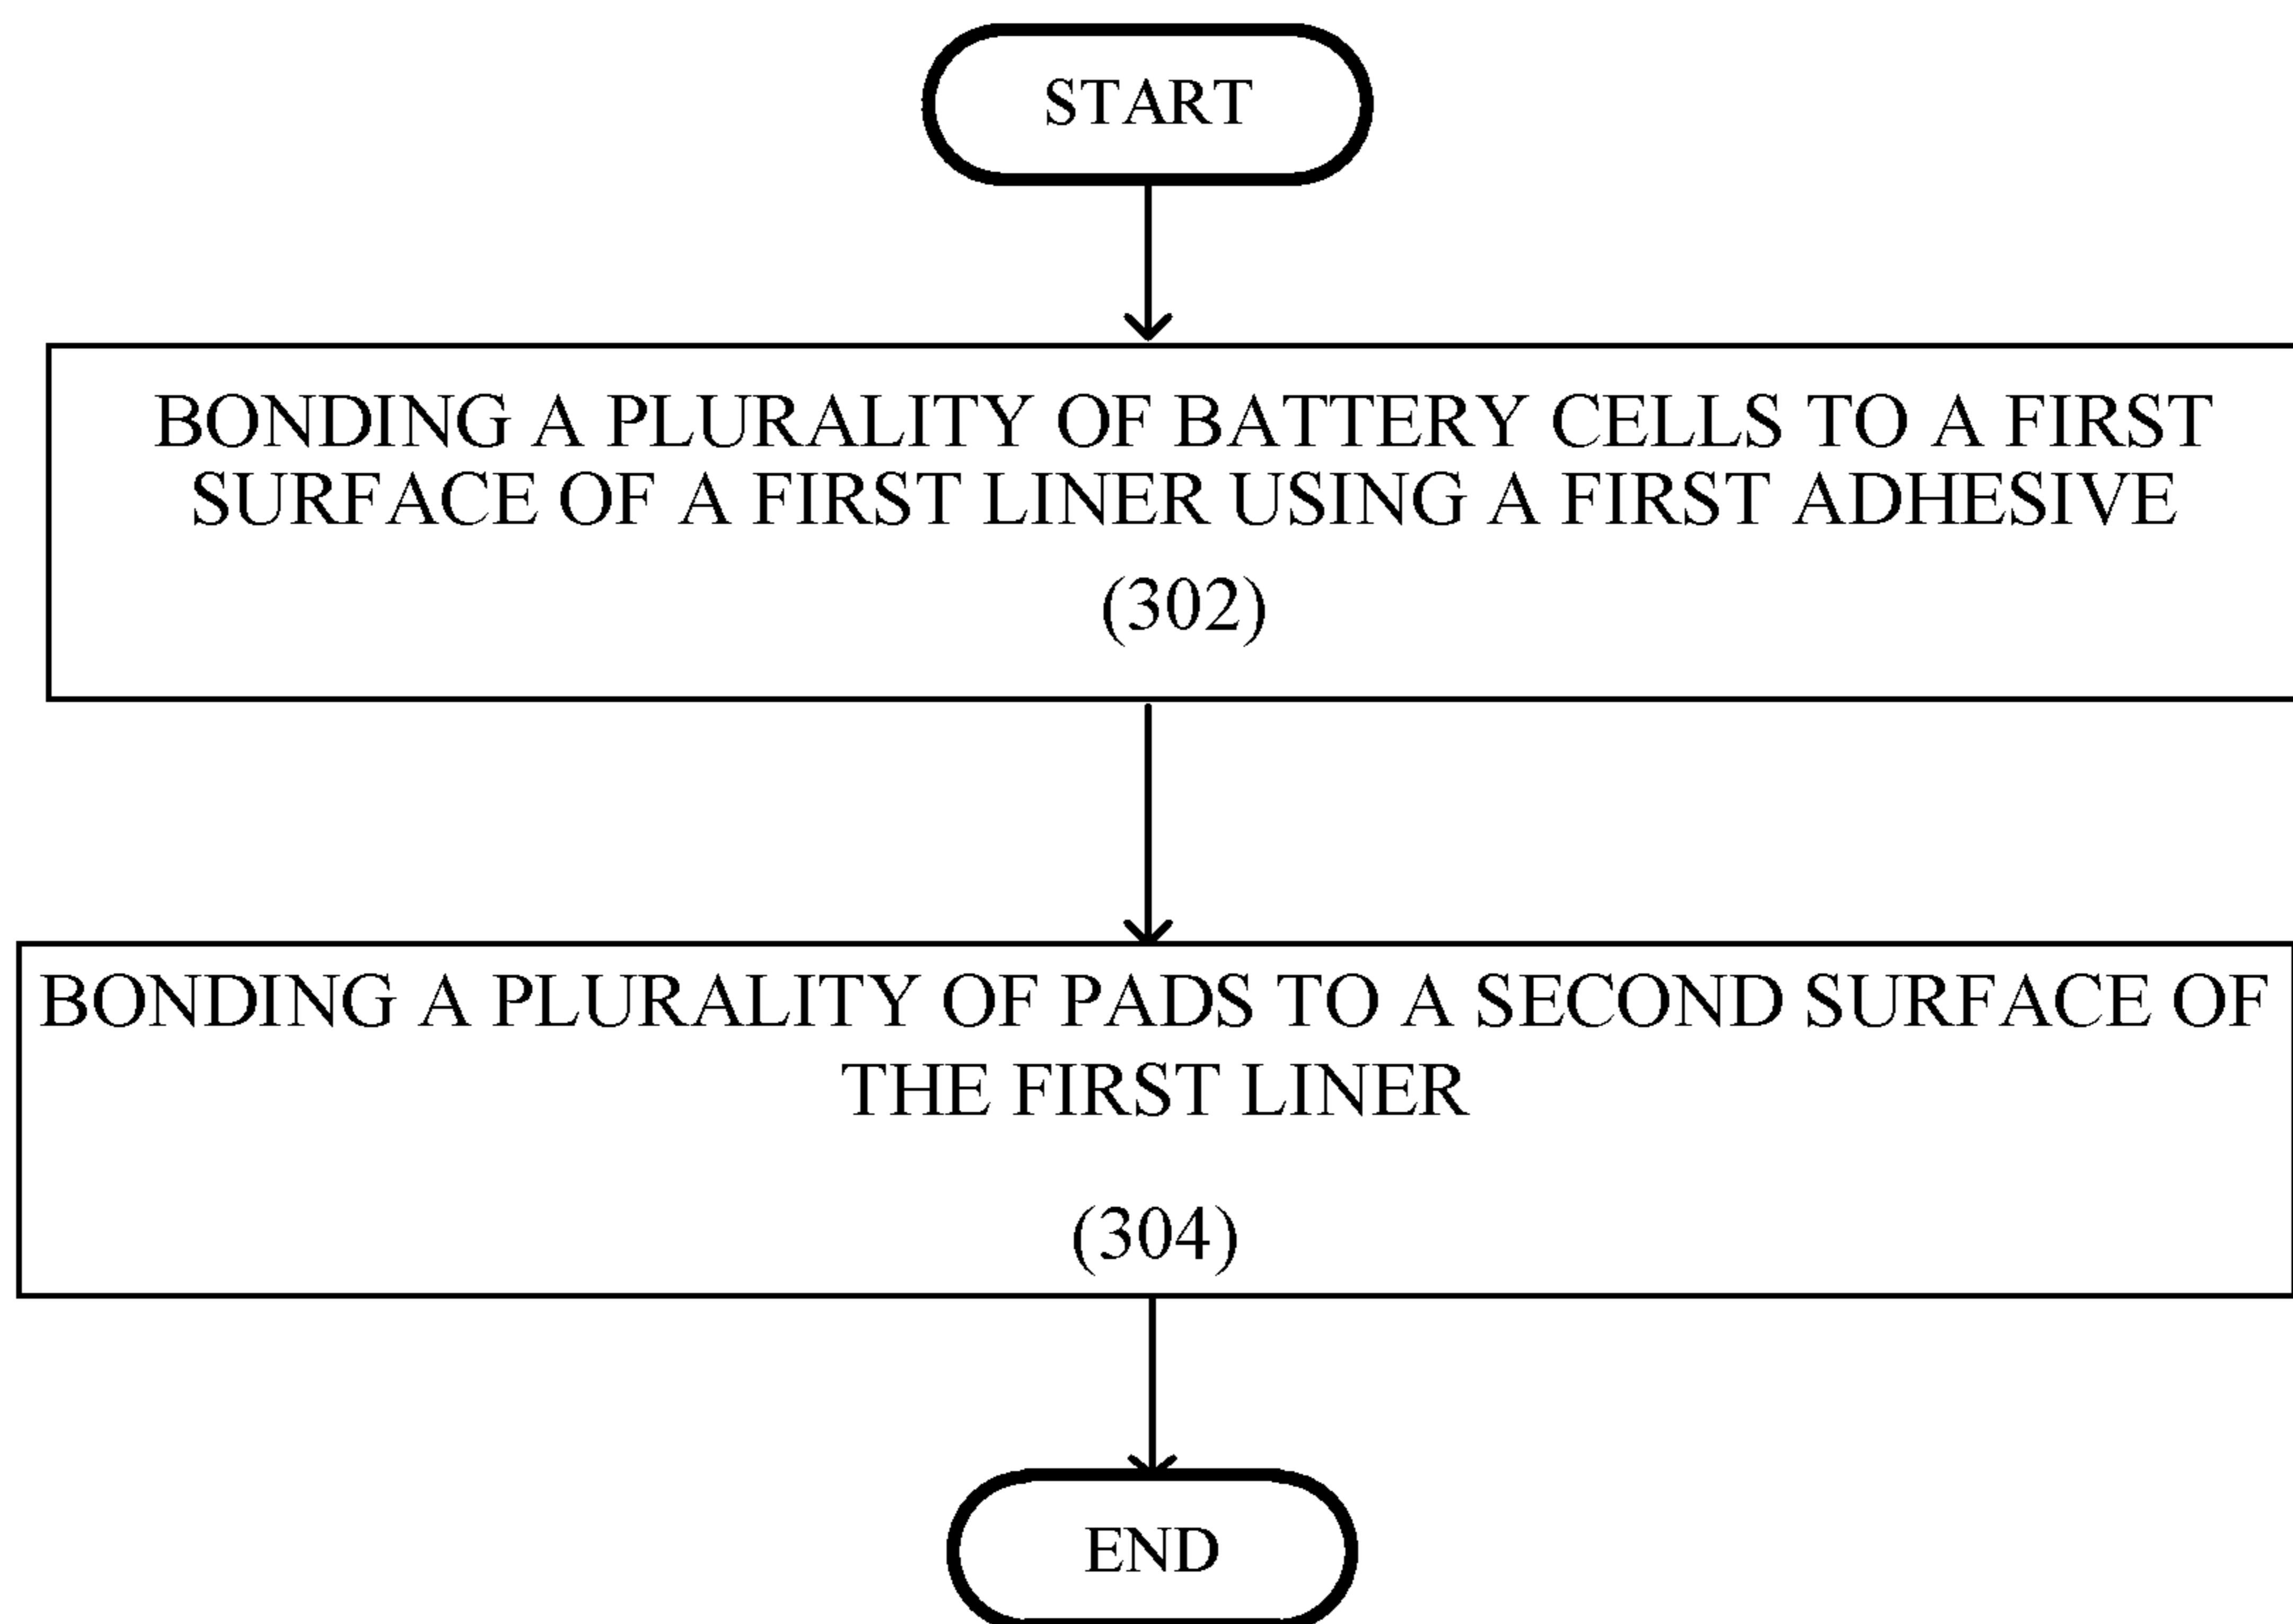 START
BONDING A PLURALITY OF BATTERY CELLS TO A FIRST
SURFACE OF A FIRST LINER USING A FIRST ADHESIVE
(302)
BONDING A PLURALITY OF PADS TO A SECOND SURFACE OF
THE FIRST LINER
(304)
END